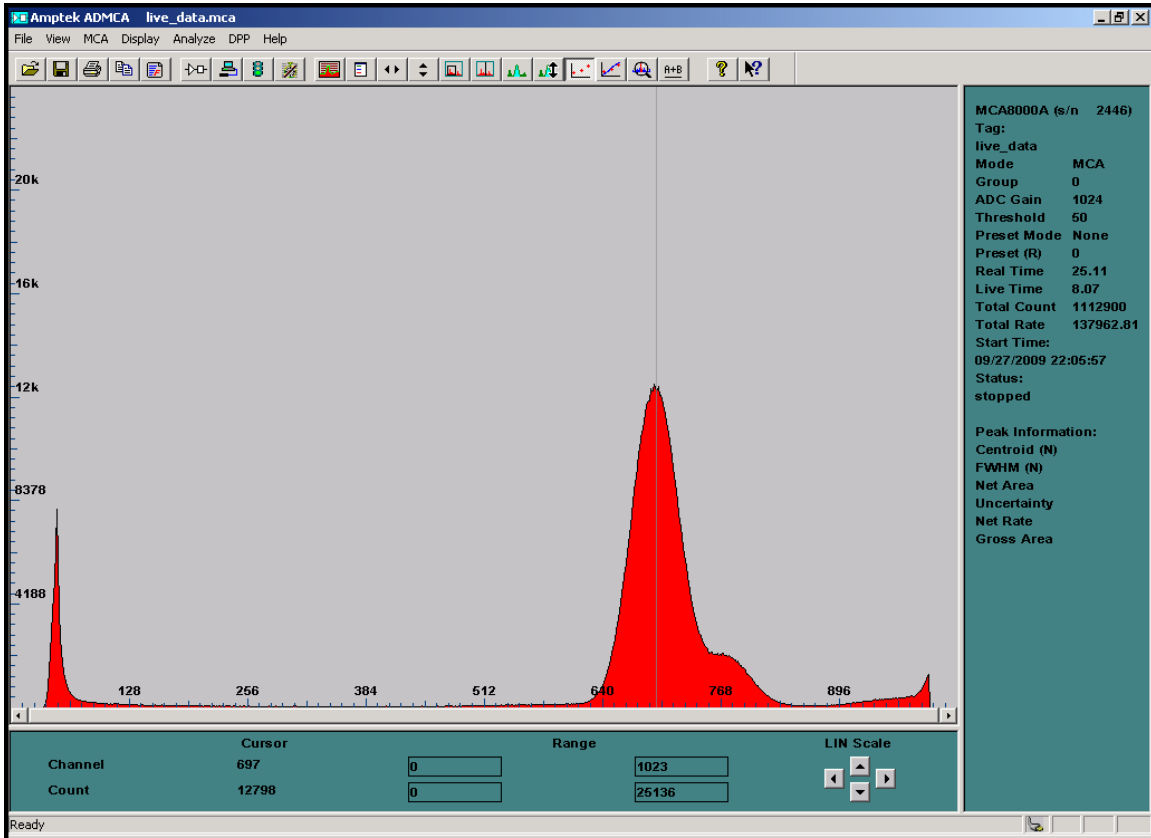 Amptek ADMCA live_data.mca
File View MCA Display Analyze DPP Help
A+B
20k
16k
12k
8378
4188
128 256 384 512 640 768 896
MCA8000A (s/n 2446)
Tag:
live_data
Mode MCA
Group 0
ADC Gain 1024
Threshold 50
Preset Mode None
Preset (R) 0
Real Time 25.11
Live Time 8.07
Total Count 1112900
Total Rate 137962.81
Start Time:
09/27/2009 22:05:57
Status:
stopped
Peak Information:
Centroid (N)
FWHM (N)
Net Area
Uncertainty
Net Rate
Gross Area
Cursor Range LIN Scale
Channel 697 0 1023
Count 12798 0 25136
Ready